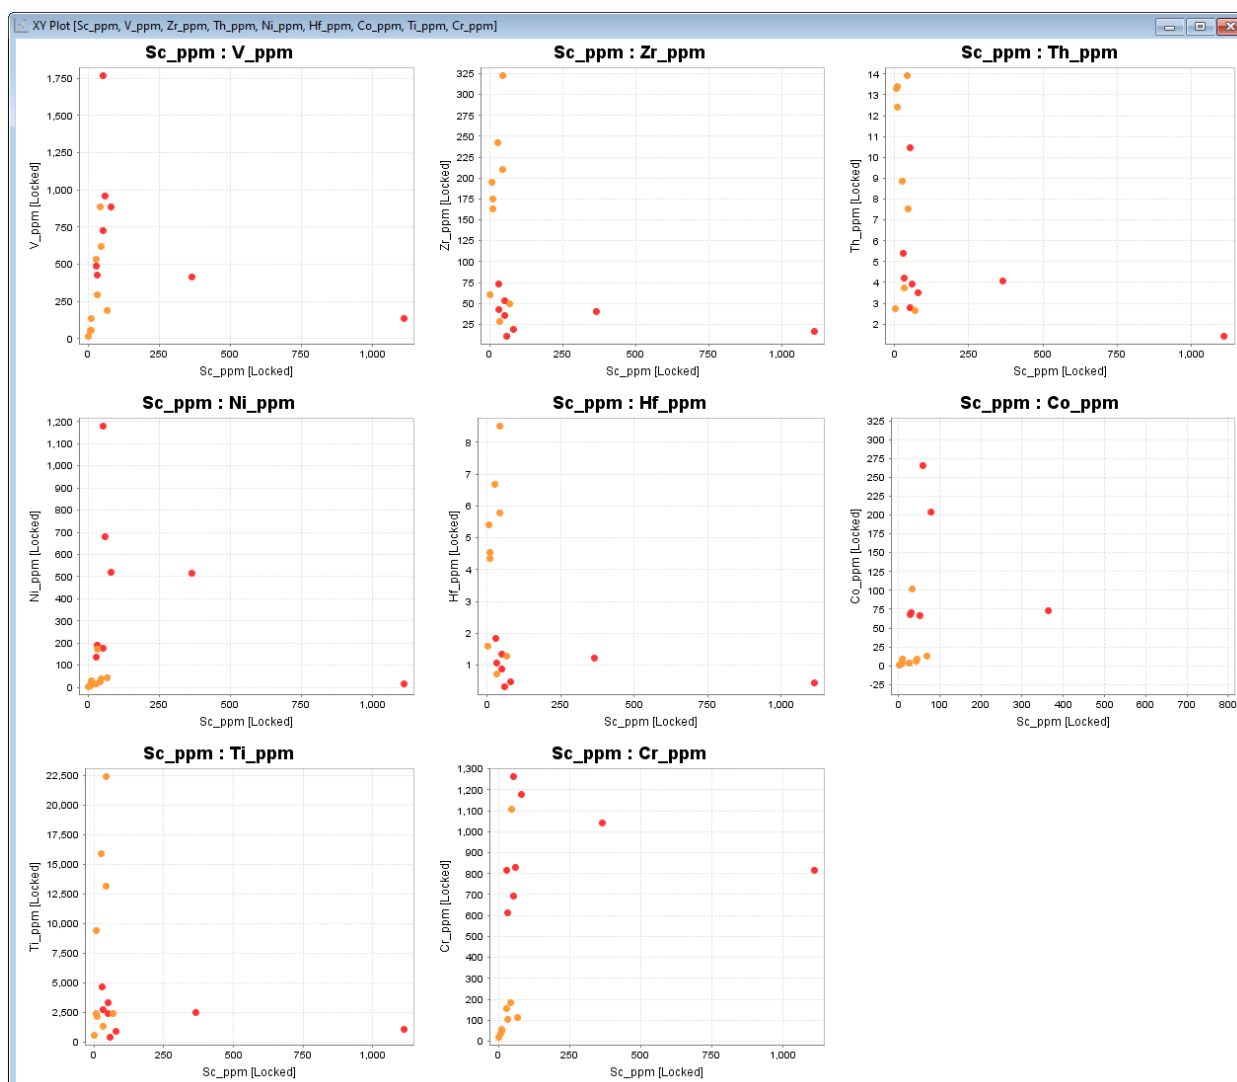 XY Plot [Sc_ppm, V_ppm, Zr_ppm, Th_ppm, Ni_ppm, Hf_ppm, Co_ppm, Ti_ppm, Cr_ppm]
Sc_ppm : V_ppm
1,750
1,500
1,250
1,000
750
500
250
0
V_ppm [Locked]
0 250 500 750 1,000
Sc_ppm [Locked]
Sc_ppm : Zr_ppm
325
300
275
250
225
200
175
150
125
100
75
50
25
Zr_ppm [Locked]
0 250 500 750 1,000
Sc_ppm [Locked]
Sc_ppm : Th_ppm
14
13
12
11
10
9
8
7
6
5
4
3
2
Th_ppm [Locked]
0 250 500 750 1,000
Sc_ppm [Locked]
Sc_ppm : Ni_ppm
1,200
1,100
1,000
900
800
700
600
500
400
300
200
100
0
Ni_ppm [Locked]
0 250 500 750 1,000
Sc_ppm [Locked]
Sc_ppm : Hf_ppm
8
7
6
5
4
3
2
1
Hf_ppm [Locked]
0 250 500 750 1,000
Sc_ppm [Locked]
Sc_ppm : Co_ppm
325
300
275
250
225
200
175
150
125
100
75
50
25
0
-25
Co_ppm [Locked]
0 100 200 300 400 500 600 700 800
Sc_ppm [Locked]
Sc_ppm : Ti_ppm
22,500
20,000
17,500
15,000
12,500
10,000
7,500
5,000
2,500
0
Ti_ppm [Locked]
0 250 500 750 1,000
Sc_ppm [Locked]
Sc_ppm : Cr_ppm
1,300
1,200
1,100
1,000
900
800
700
600
500
400
300
200
100
0
Cr_ppm [Locked]
0 250 500 750 1,000
Sc_ppm [Locked]